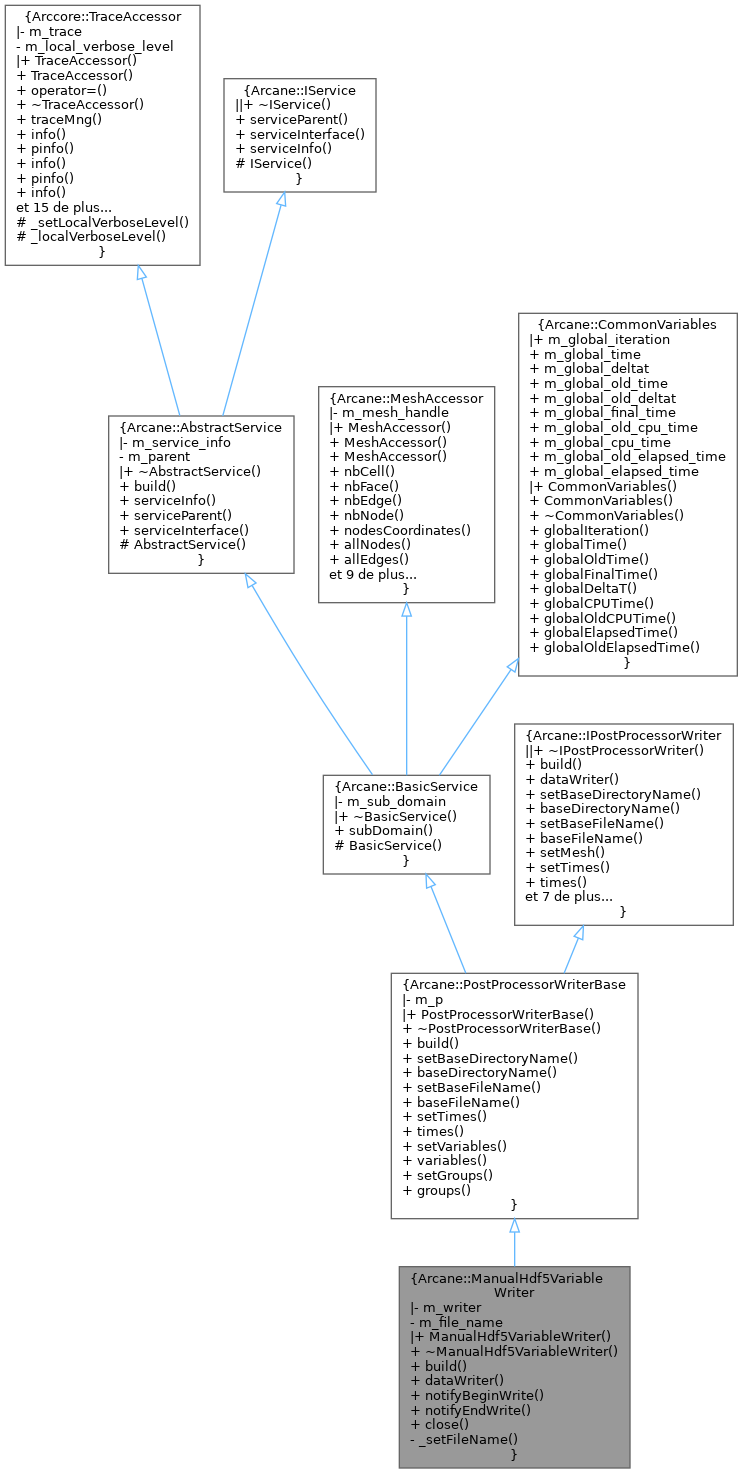 {Arccore::TraceAccessor
|- m_trace
- m_local_verbose_level
|+ TraceAccessor()
+ TraceAccessor()
+ operator=()
+ ~TraceAccessor()
+ traceMng()
+ info()
+ pinfo()
+ info()
+ pinfo()
+ info()
et 15 de plus...
# _setLocalVerboseLevel()
# _localVerboseLevel()
}
{Arcane::IService
||+ ~IService()
+ serviceParent()
+ serviceInterface()
+ serviceInfo()
# IService()
}
{Arcane::CommonVariables
|+ m_global_iteration
+ m_global_time
+ m_global_deltat
+ m_global_old_time
+ m_global_old_deltat
+ m_global_final_time
+ m_global_old_cpu_time
+ m_global_cpu_time
+ m_global_old_elapsed_time
+ m_global_elapsed_time
|+ CommonVariables()
+ CommonVariables()
+ ~CommonVariables()
+ globalIteration()
+ globalTime()
+ globalOldTime()
+ globalFinalTime()
+ globalDeltaT()
+ globalCPUTime()
+ globalOldCPUTime()
+ globalElapsedTime()
+ globalOldElapsedTime()
}
{Arcane::MeshAccessor
|- m_mesh_handle
|+ MeshAccessor()
+ MeshAccessor()
+ MeshAccessor()
+ nbCell()
+ nbFace()
+ nbEdge()
+ nbNode()
+ nodesCoordinates()
+ allNodes()
+ allEdges()
et 9 de plus...
}
{Arcane::AbstractService
|- m_service_info
- m_parent
|+ ~AbstractService()
+ build()
+ serviceInfo()
+ serviceParent()
+ serviceInterface()
# AbstractService()
}
{Arcane::IPostProcessorWriter
||+ ~IPostProcessorWriter()
+ build()
+ dataWriter()
+ setBaseDirectoryName()
+ baseDirectoryName()
+ setBaseFileName()
+ baseFileName()
+ setMesh()
+ setTimes()
+ times()
et 7 de plus...
}
{Arcane::BasicService
|- m_sub_domain
|+ ~BasicService()
+ subDomain()
# BasicService()
}
{Arcane::PostProcessorWriterBase
|- m_p
|+ PostProcessorWriterBase()
+ ~PostProcessorWriterBase()
+ build()
+ setBaseDirectoryName()
+ baseDirectoryName()
+ setBaseFileName()
+ baseFileName()
+ setTimes()
+ times()
+ setVariables()
+ variables()
+ setGroups()
+ groups()
}
{Arcane::ManualHdf5Variable
Writer
|- m_writer
- m_file_name
|+ ManualHdf5VariableWriter()
+ ~ManualHdf5VariableWriter()
+ build()
+ dataWriter()
+ notifyBeginWrite()
+ notifyEndWrite()
+ close()
- _setFileName()
}